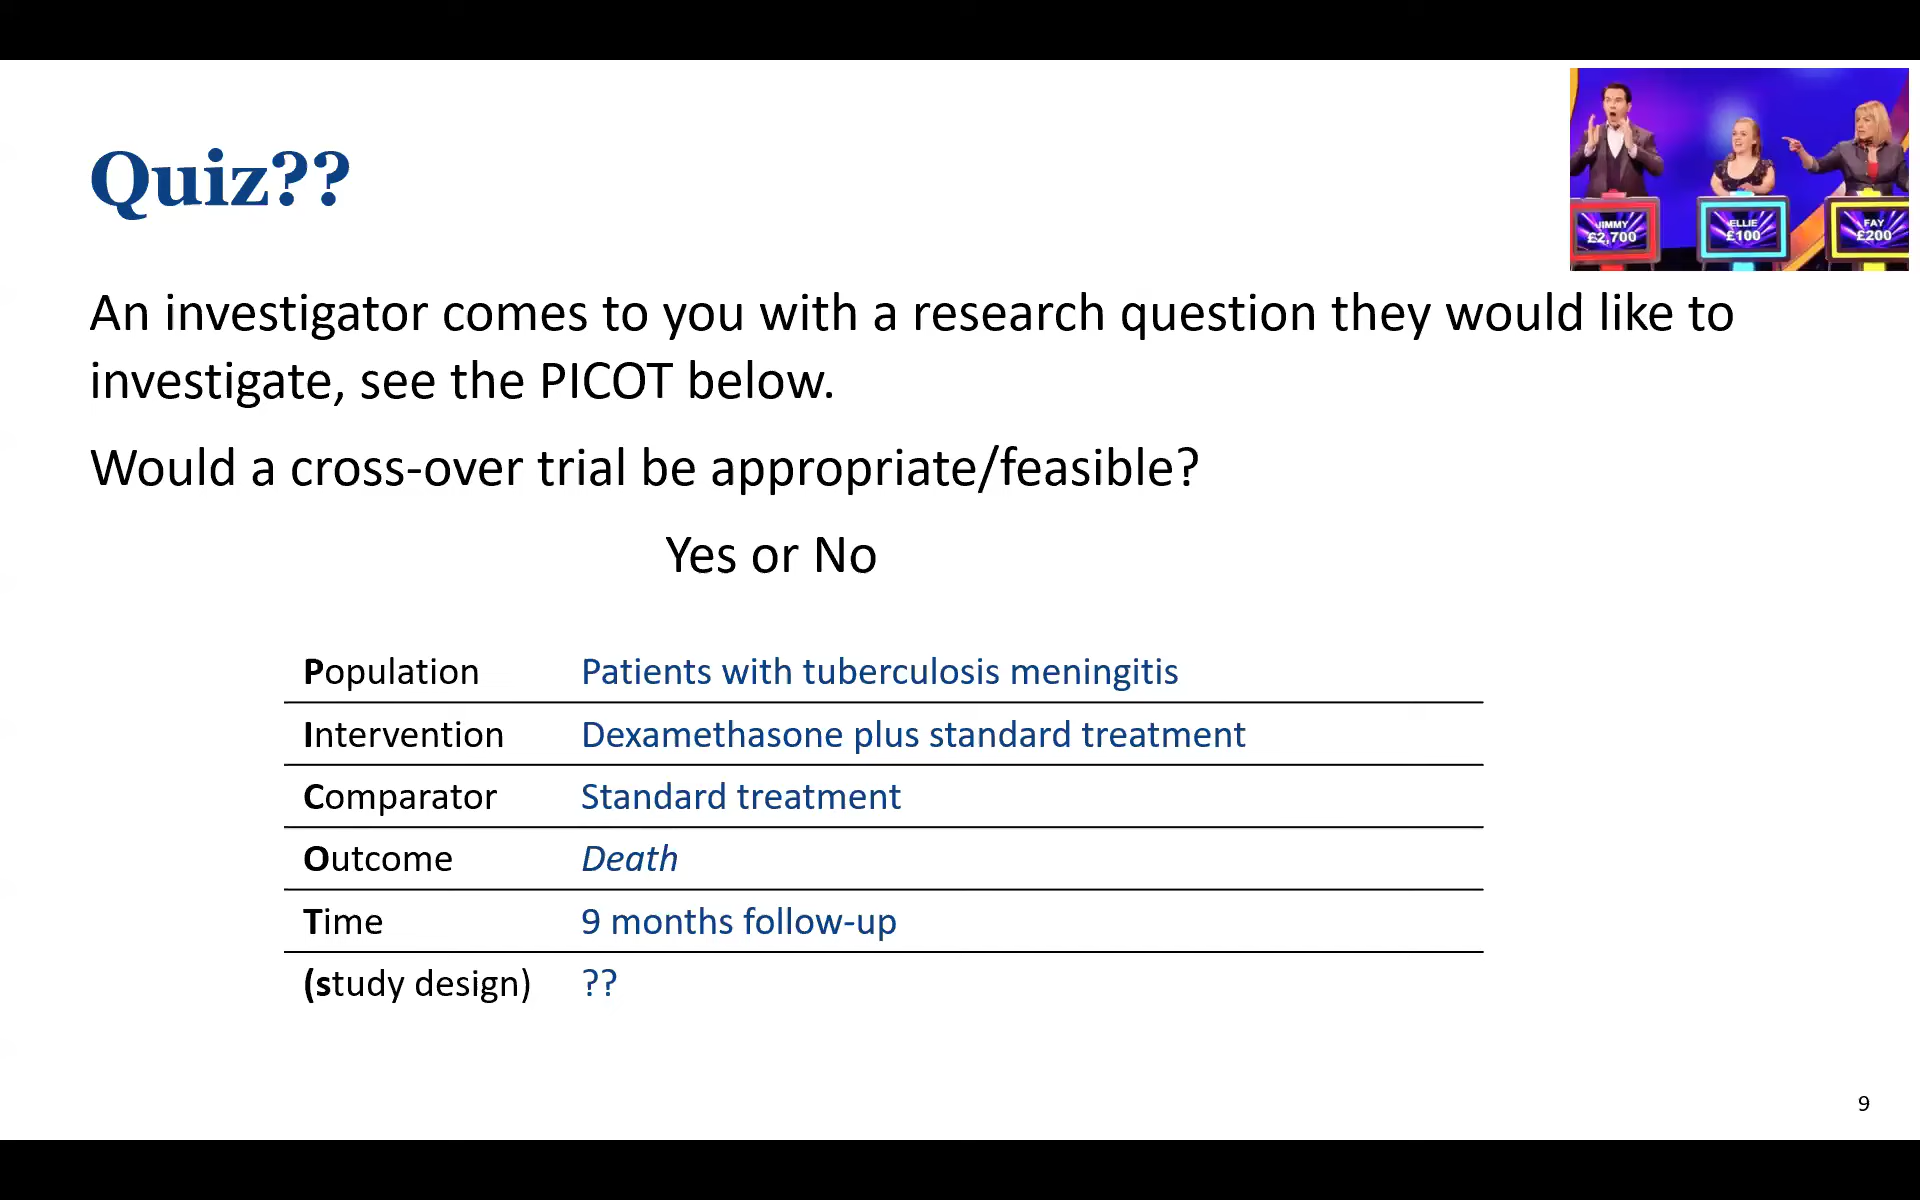 Quiz??
JIMMY
£2,700
ELLIE
£100
FAY
£200
An investigator comes to you with a research question they would like to
investigate, see the PICOT below.
Would a cross-over trial be appropriate/feasible?
Yes or No
Population Patients with tuberculosis meningitis
Intervention Dexamethasone plus standard treatment
Comparator Standard treatment
Outcome Death
Time 9 months follow-up
(study design) ??
9